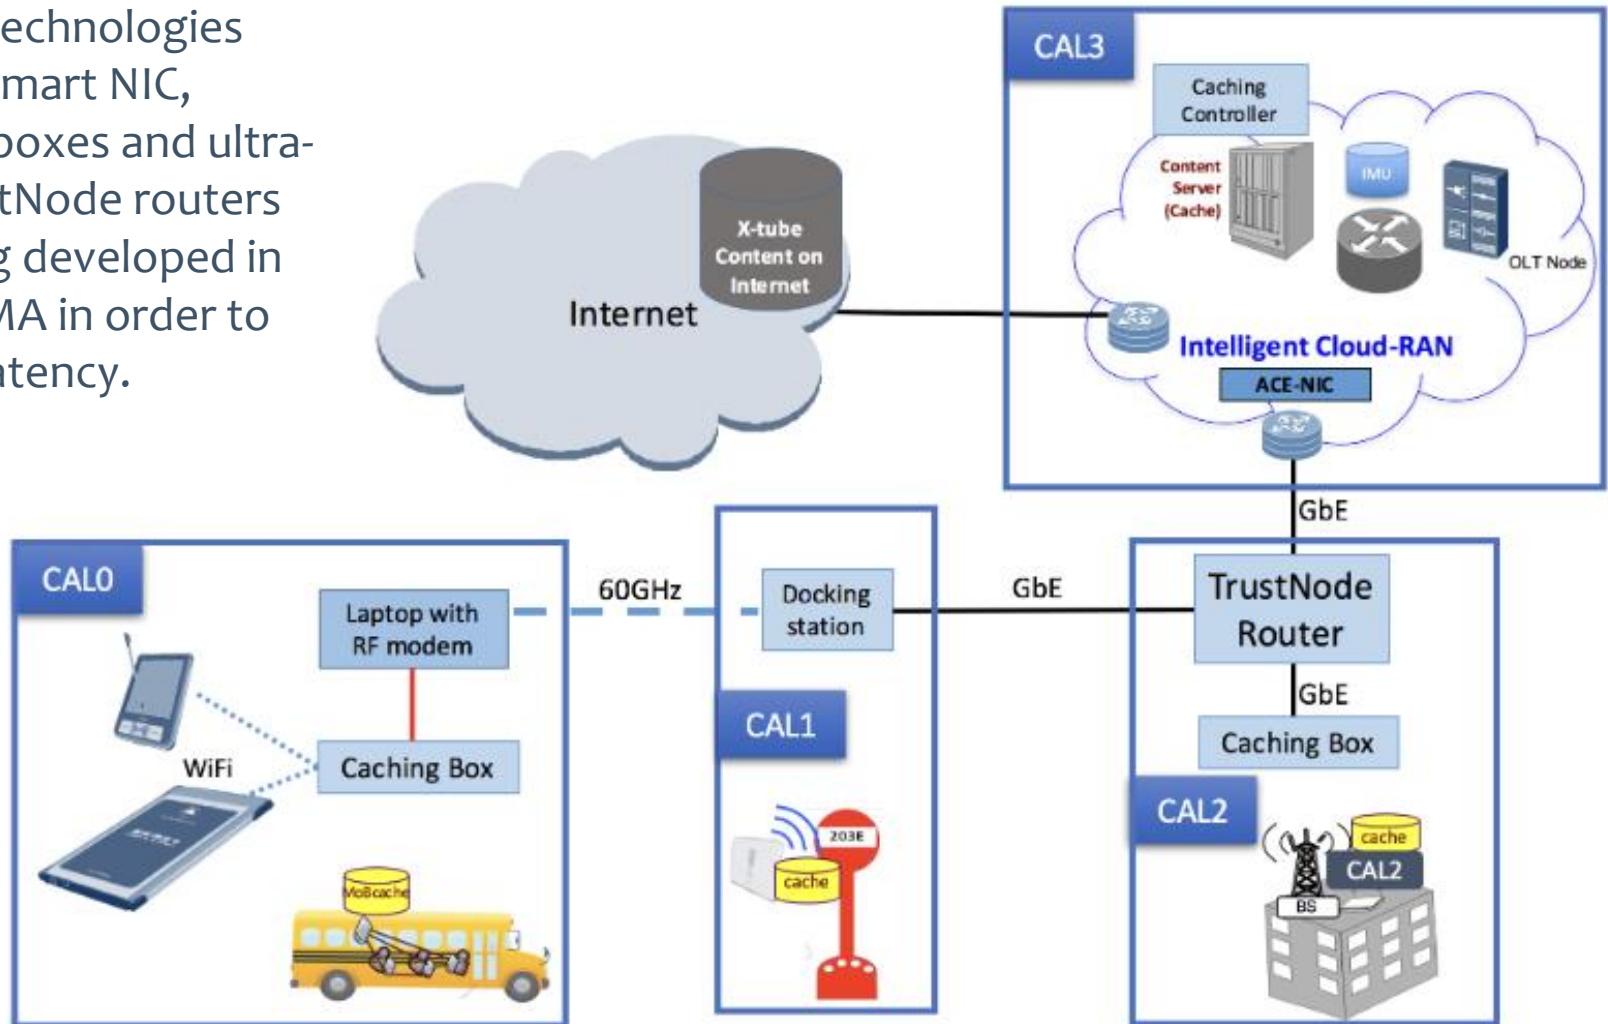 echnologies
mart NIC,
boxes and ultra-
tNode routers
g developed in
MA in order to
atency.
CAL3
Caching
Controller
Content
Server
(Cache)
IMU
OLT Node
X-tube
Content on
Internet
Internet
Intelligent Cloud-RAN
ACE-NIC
GbE
CAL0
Laptop with
RF modem
60GHz
Docking
station
GbE
TrustNode
Router
GbE
WiFi
Caching Box
CAL1
Caching Box
CAL2
MoBcache
203E
cache
cache
CAL2
BS